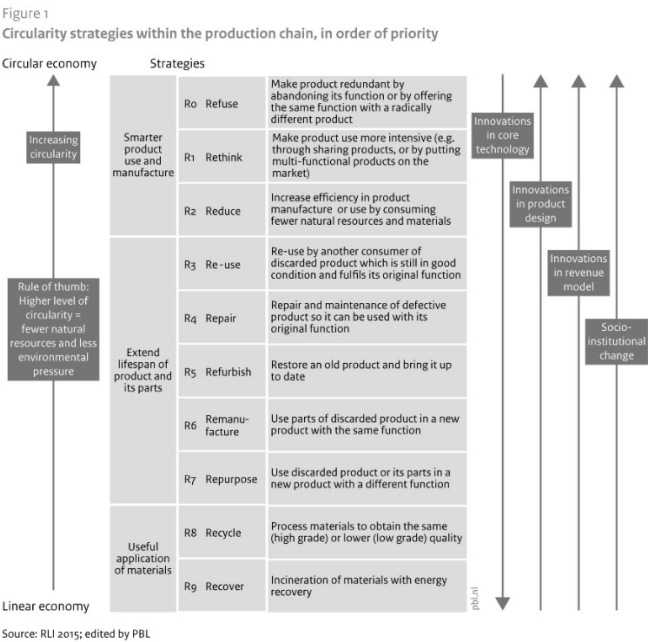 Figure 1
Circularity strategies within the production chain, in order of priority
Circular economy
Strategies
Increasing
circularity
Rule of thumb:
Higher level of
circularity =
fewer natural
resources and less
environmental
pressure
Linear economy
Smarter
product
use and
manufacture
R0 Refuse
Make product redundant by
abandoning its function or by offering
the same function with a radically
different product
R1 Rethink
Make product use more intensive (e.g.
through sharing products, or by putting
multi-functional products on the
market)
R2 Reduce
Increase efficiency in product
manufacture or use by consuming
fewer natural resources and materials
Extend
lifespan of
product and
its parts
R3 Re-use
Re-use by another consumer of
discarded product which is still in good
condition and fulfils its original function
R4 Repair
Repair and maintenance of defective
product so it can be used with its
original function
R5 Refurbish
Restore an old product and bring it up
to date
R6 Remanu-
facture
Use parts of discarded product in a new
product with the same function
R7 Repurpose
Use discarded product or its parts in a
new product with a different function
Useful
application
of materials
R8 Recycle
Process materials to obtain the same
(high grade) or lower (low grade) quality
R9 Recover
Incineration of materials with energy
recovery
Innovations
in core
technology
Innovations
in product
design
Innovations
in revenue
model
Socio-
institutional
change
pbl.nl
Source: RLI 2015; edited by PBL